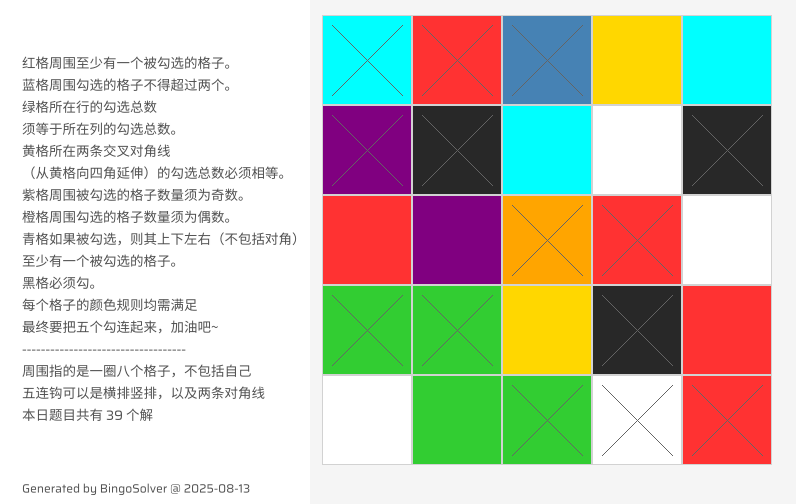 红格周围至少有一个被勾选的格子。
蓝格周围勾选的格子不得超过两个。
绿格所在行的勾选总数
须等于所在列的勾选总数。
黄格所在两条交叉对角线
（从黄格向四角延伸）的勾选总数必须相等。
紫格周围被勾选的格子数量须为奇数。
橙格周围勾选的格子数量须为偶数。
青格如果被勾选，则其上下左右（不包括对角）
至少有一个被勾选的格子。
黑格必须勾。
每个格子的颜色规则均需满足
最终要把五个勾连起来，加油吧~
----------------------------------
周围指的是一圈八个格子，不包括自己
五连钩可以是横排竖排，以及两条对角线
本日题目共有 39 个解
Generated by BingoSolver @ 2025-08-13